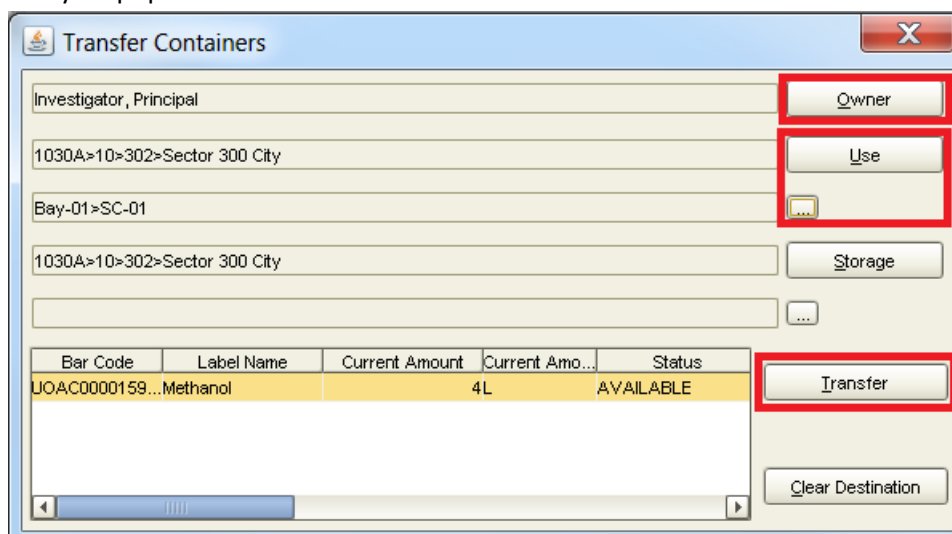 Transfer Containers
Investigator, Principal Owner
1030A>10>302>Sector 300 City Use
Bay-01>SC-01 ...
1030A>10>302>Sector 300 City Storage
...
Bar Code Label Name Current Amount Current Amo... Status
UOAC0000159... Methanol 4 L AVAILABLE
Transfer
Clear Destination